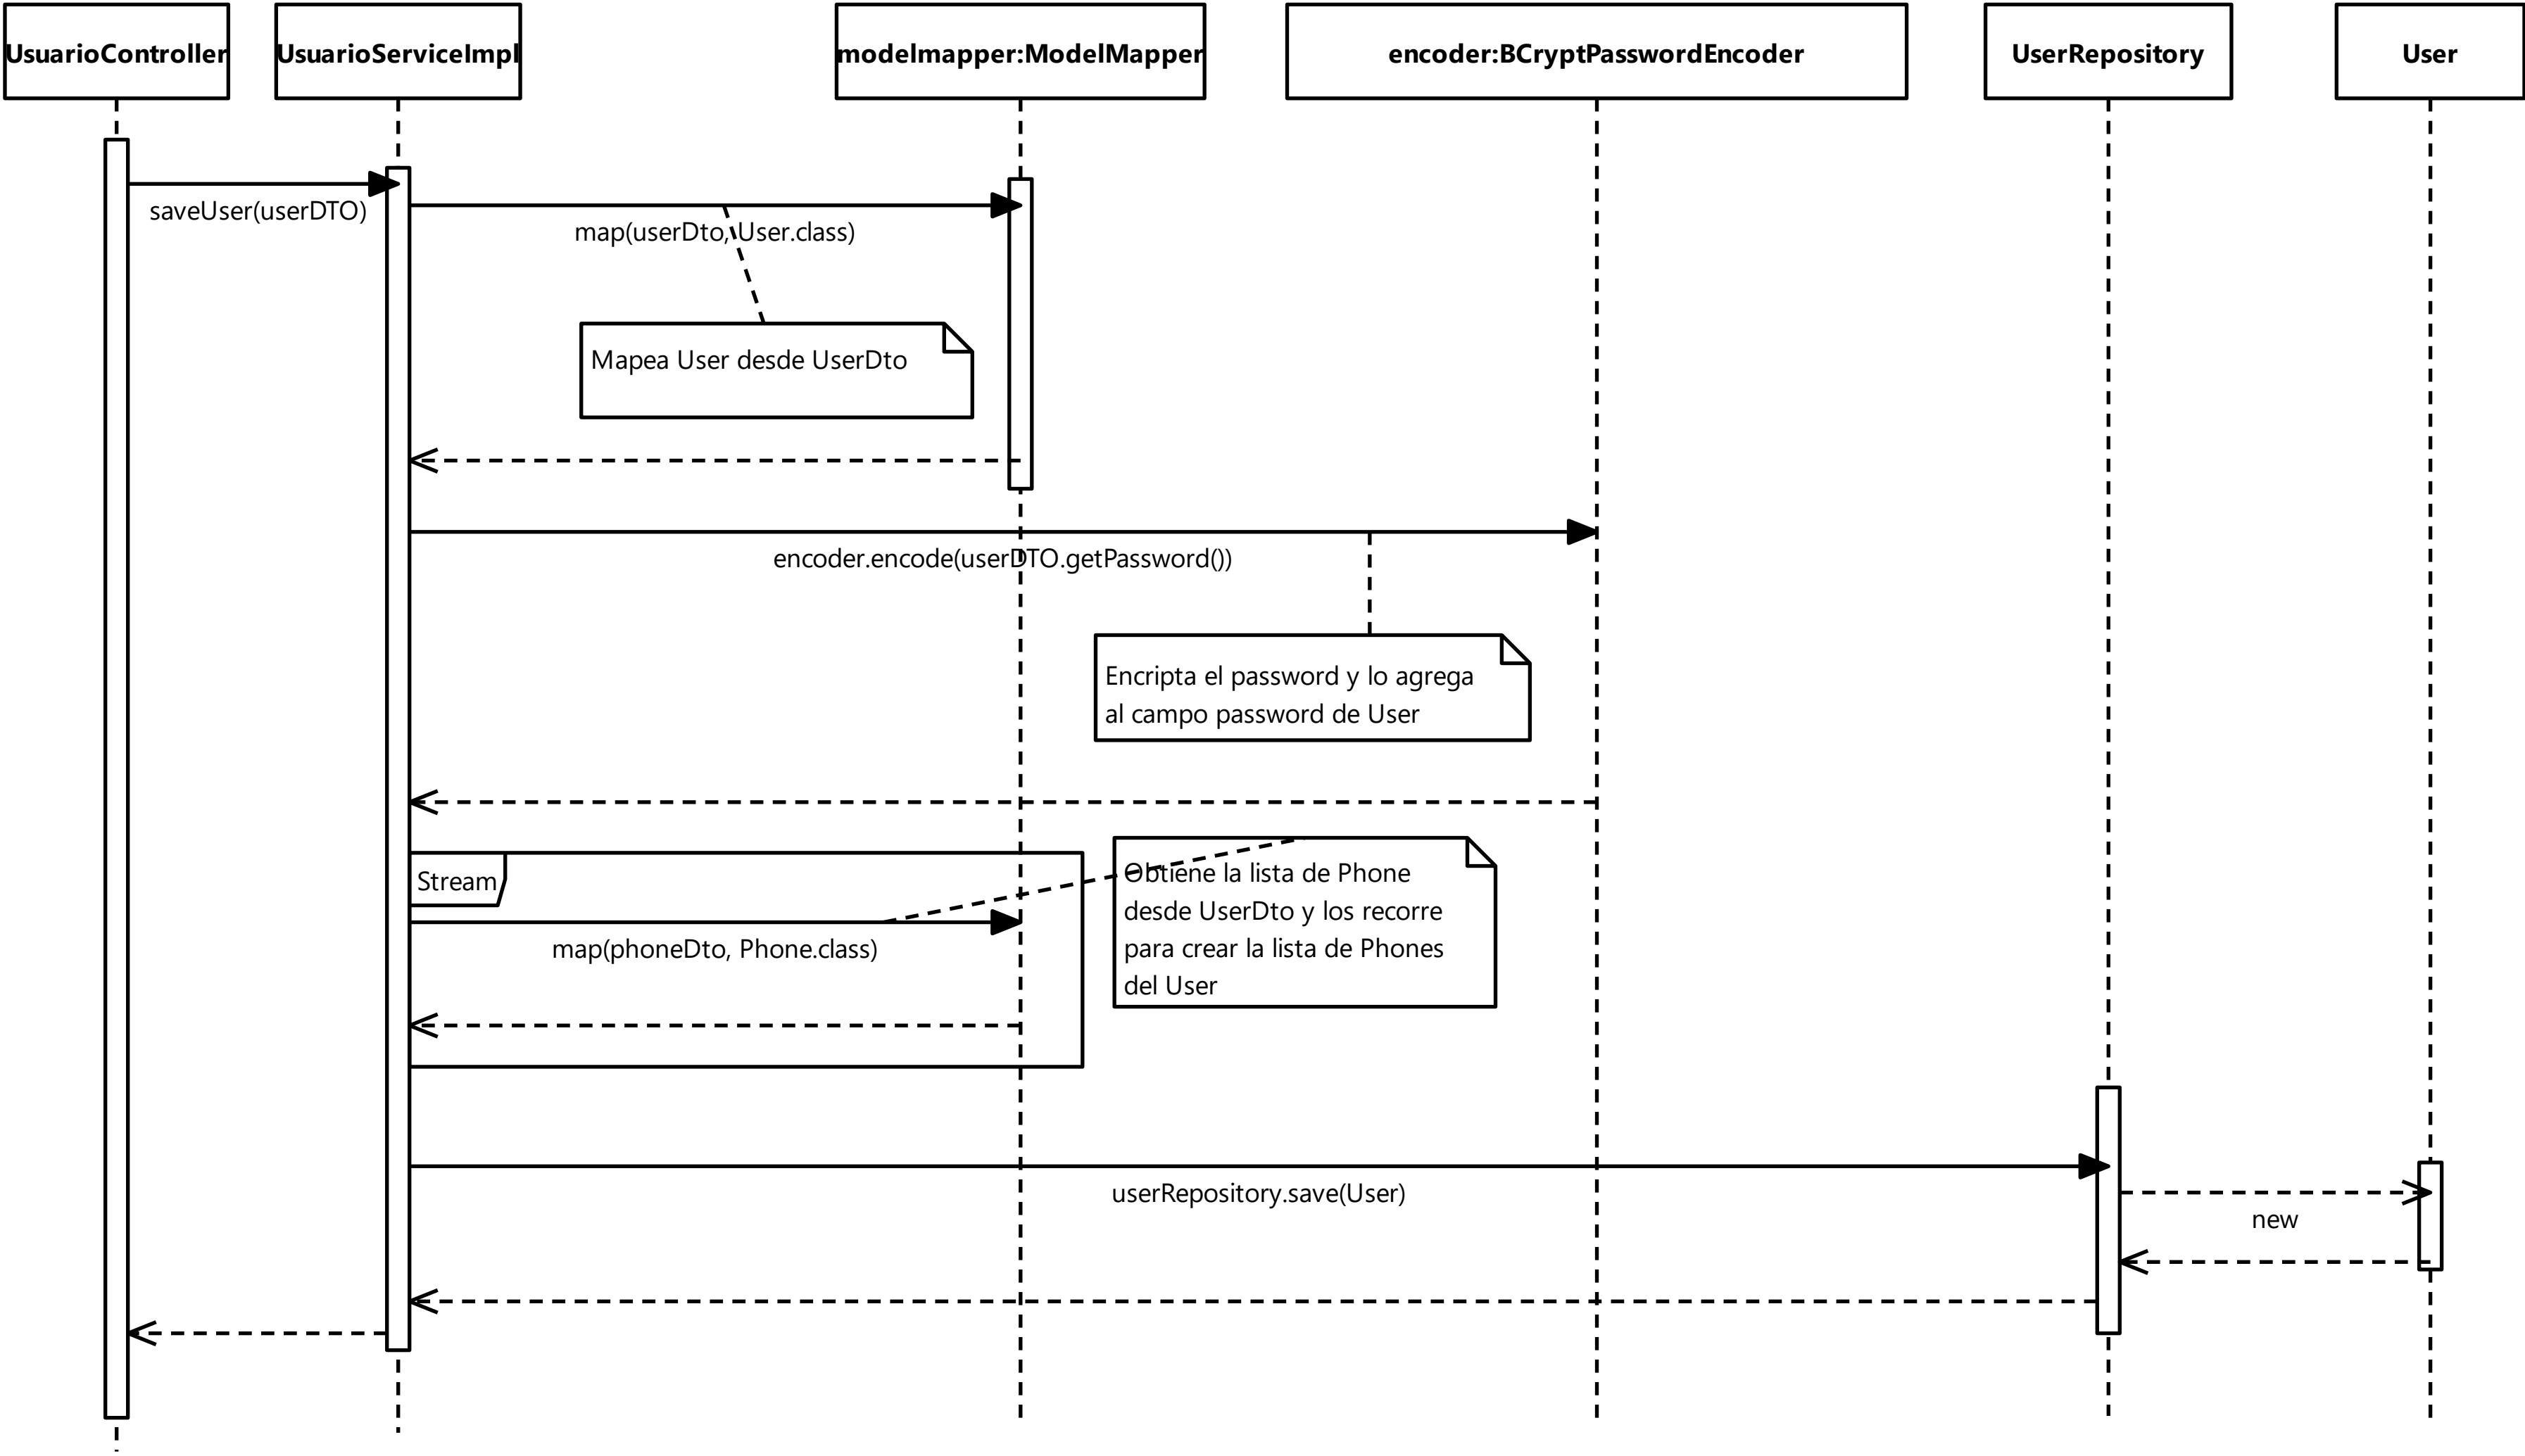 UsuarioController
UsuarioServiceImpl
modelmapper:ModelMapper
encoder:BCryptPasswordEncoder
UserRepository
User
saveUser(userDTO)
map(userDto, User.class)
Mapea User desde UserDto
encoder.encode(userDTO.getPassword())
Encripta el password y lo agrega
al campo password de User
Stream
map(phoneDto, Phone.class)
Obtiene la lista de Phone
desde UserDto y los recorre
para crear la lista de Phones
del User
userRepository.save(User)
new